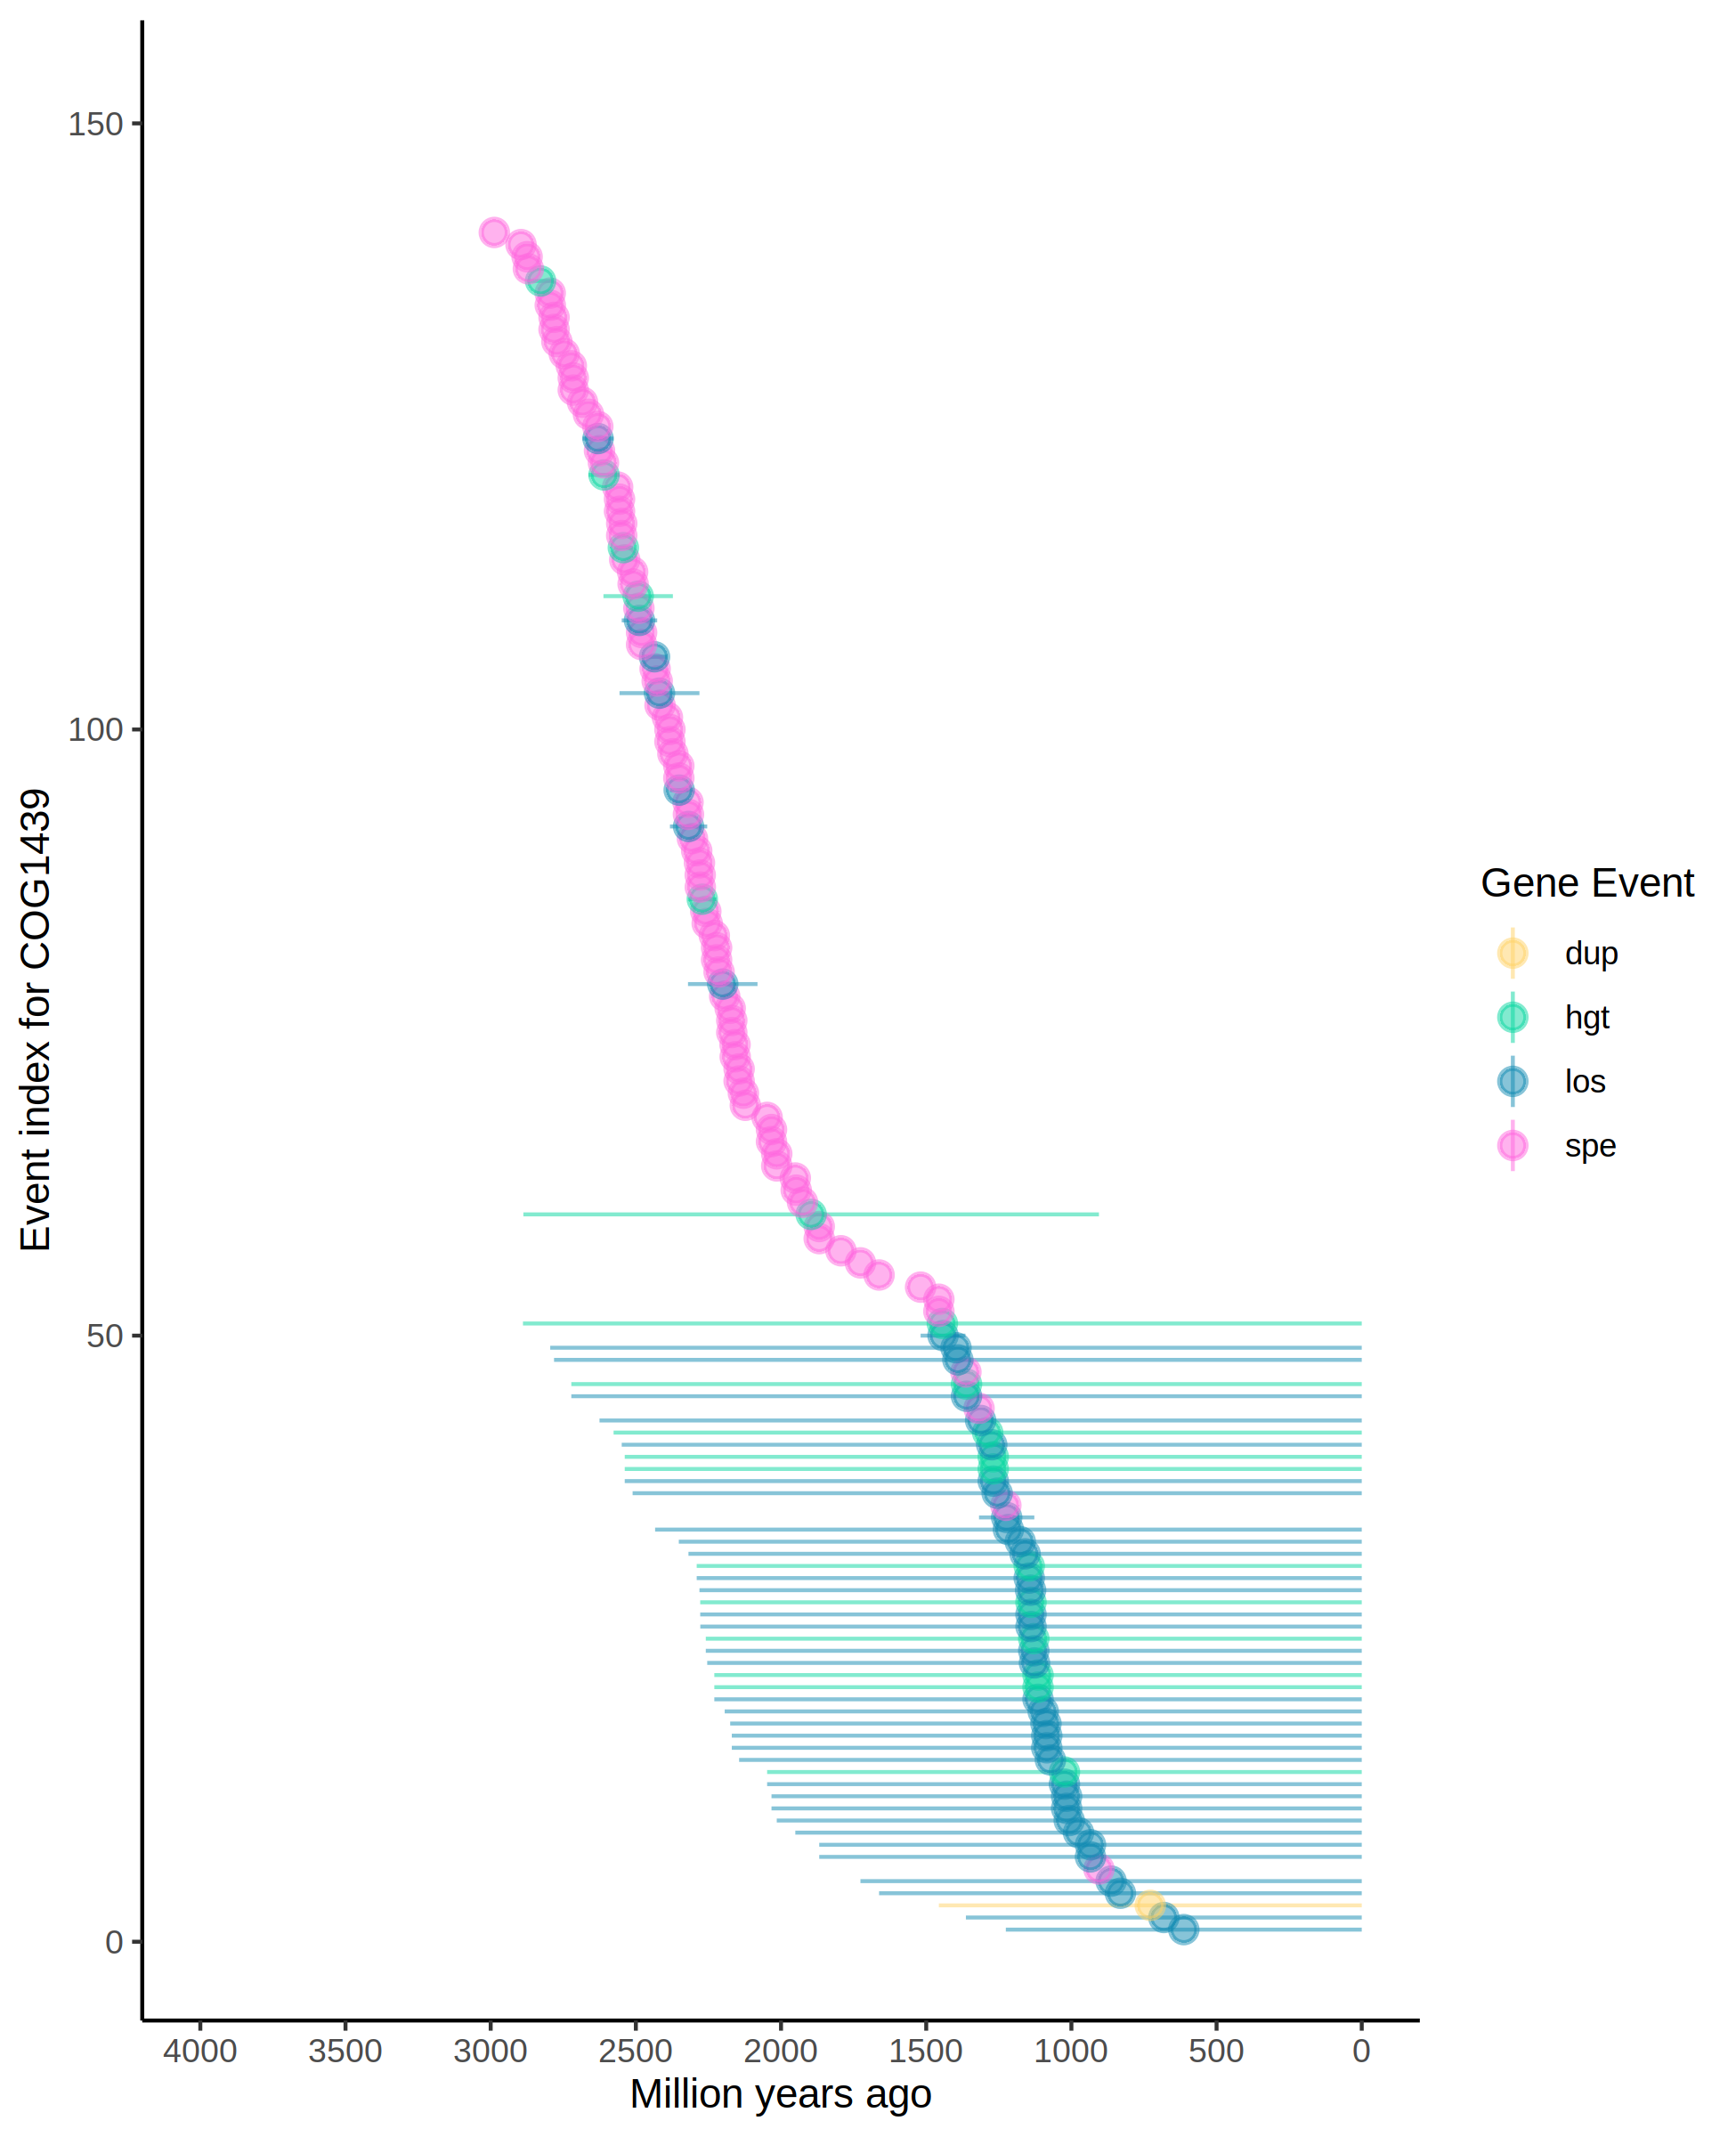 150
100
50
0
Event index for COG1439
4000 3500 3000 2500 2000 1500 1000 500 0
Million years ago
Gene Event
dup
hgt
los
spe